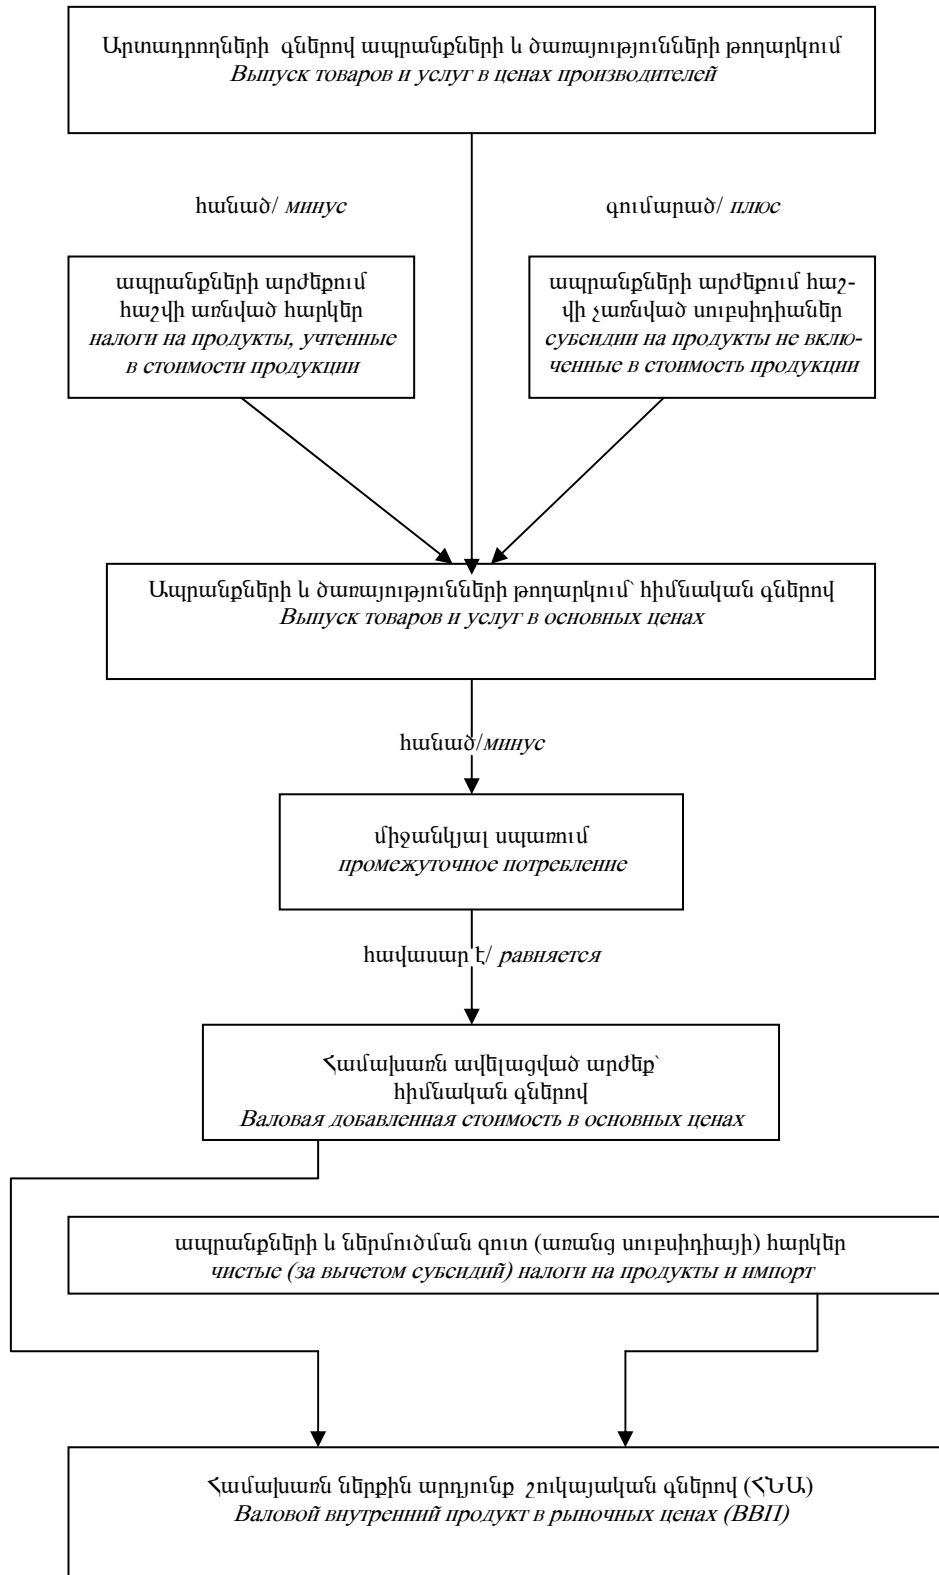 Արտադրողների գներով ապրանքների և ծառայությունների թողարկում
Выпуск товаров и услуг в ценах производителей
հանած/ минус
գումարած/ плюс
ապրանքների արժեքում
հաշվի առնված հարկեր
налоги на продукты, учтенные
в стоимости продукции
ապրանքների արժեքում հաշ-
վի չառնված սուբսիդիաներ
субсидии на продукты не вклю-
ченные в стоимость продукции
Ապրանքների և ծառայությունների թողարկում՝ հիմնական գներով
Выпуск товаров и услуг в основных ценах
հանած/минус
միջանկյալ սպառում
промежуточное потребление
հավասար է/ равняется
Համախառն ավելացված արժեք՝
հիմնական գներով
Валовая добавленная стоимость в основных ценах
ապրանքների և ներմուծման զուտ (առանց սուբսիդիայի) հարկեր
чистые (за вычетом субсидий) налоги на продукты и импорт
Համախառն ներքին արդյունք շուկայական գներով (ՀՆԱ)
Валовой внутренний продукт в рыночных ценах (ВВП)